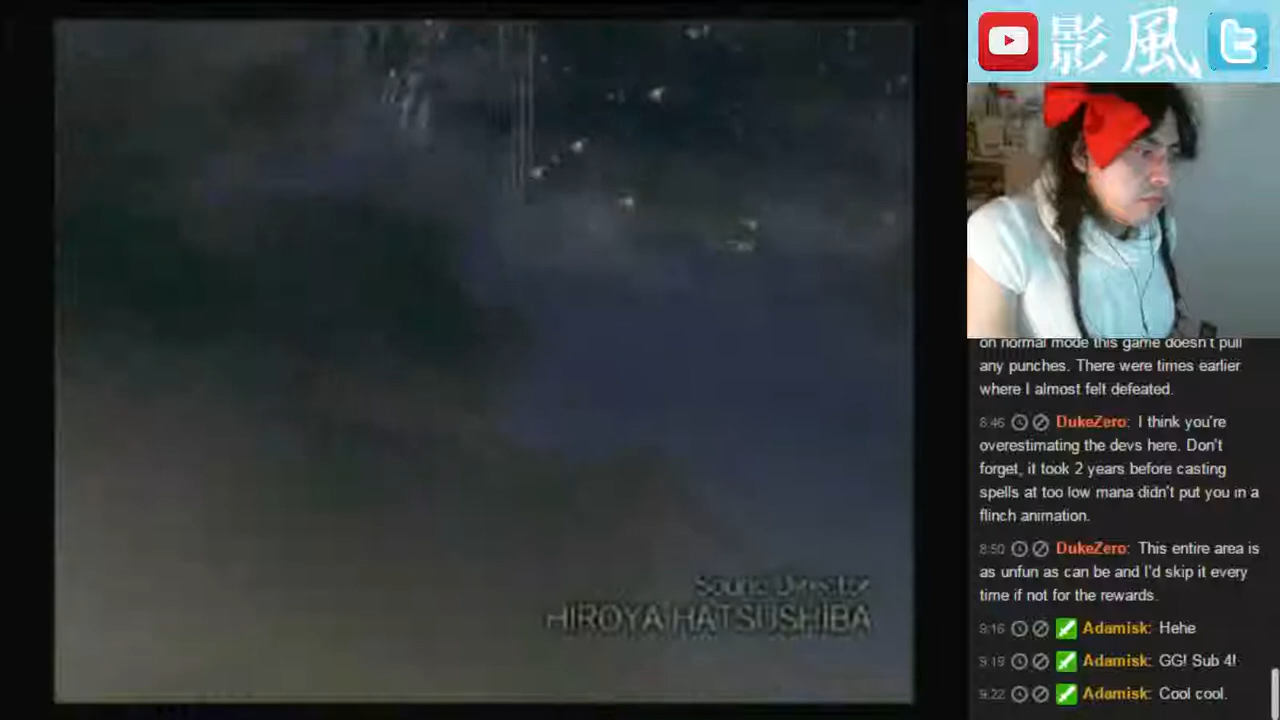 影風
Sound Director
HIROYA HATSUSHIBA
on normal mode this game doesn't pull
any punches. There were times earlier
where I almost felt defeated.
8:46 DukeZero: I think you're
overestimating the devs here. Don't
forget, it took 2 years before casting
spells at too low mana didn't put you in a
flinch animation.
8:50 DukeZero: This entire area is
as unfun as can be and I'd skip it every
time if not for the rewards.
9:16 Adamisk: Hehe
9:19 Adamisk: GG! Sub 4!
9:22 Adamisk: Cool cool.